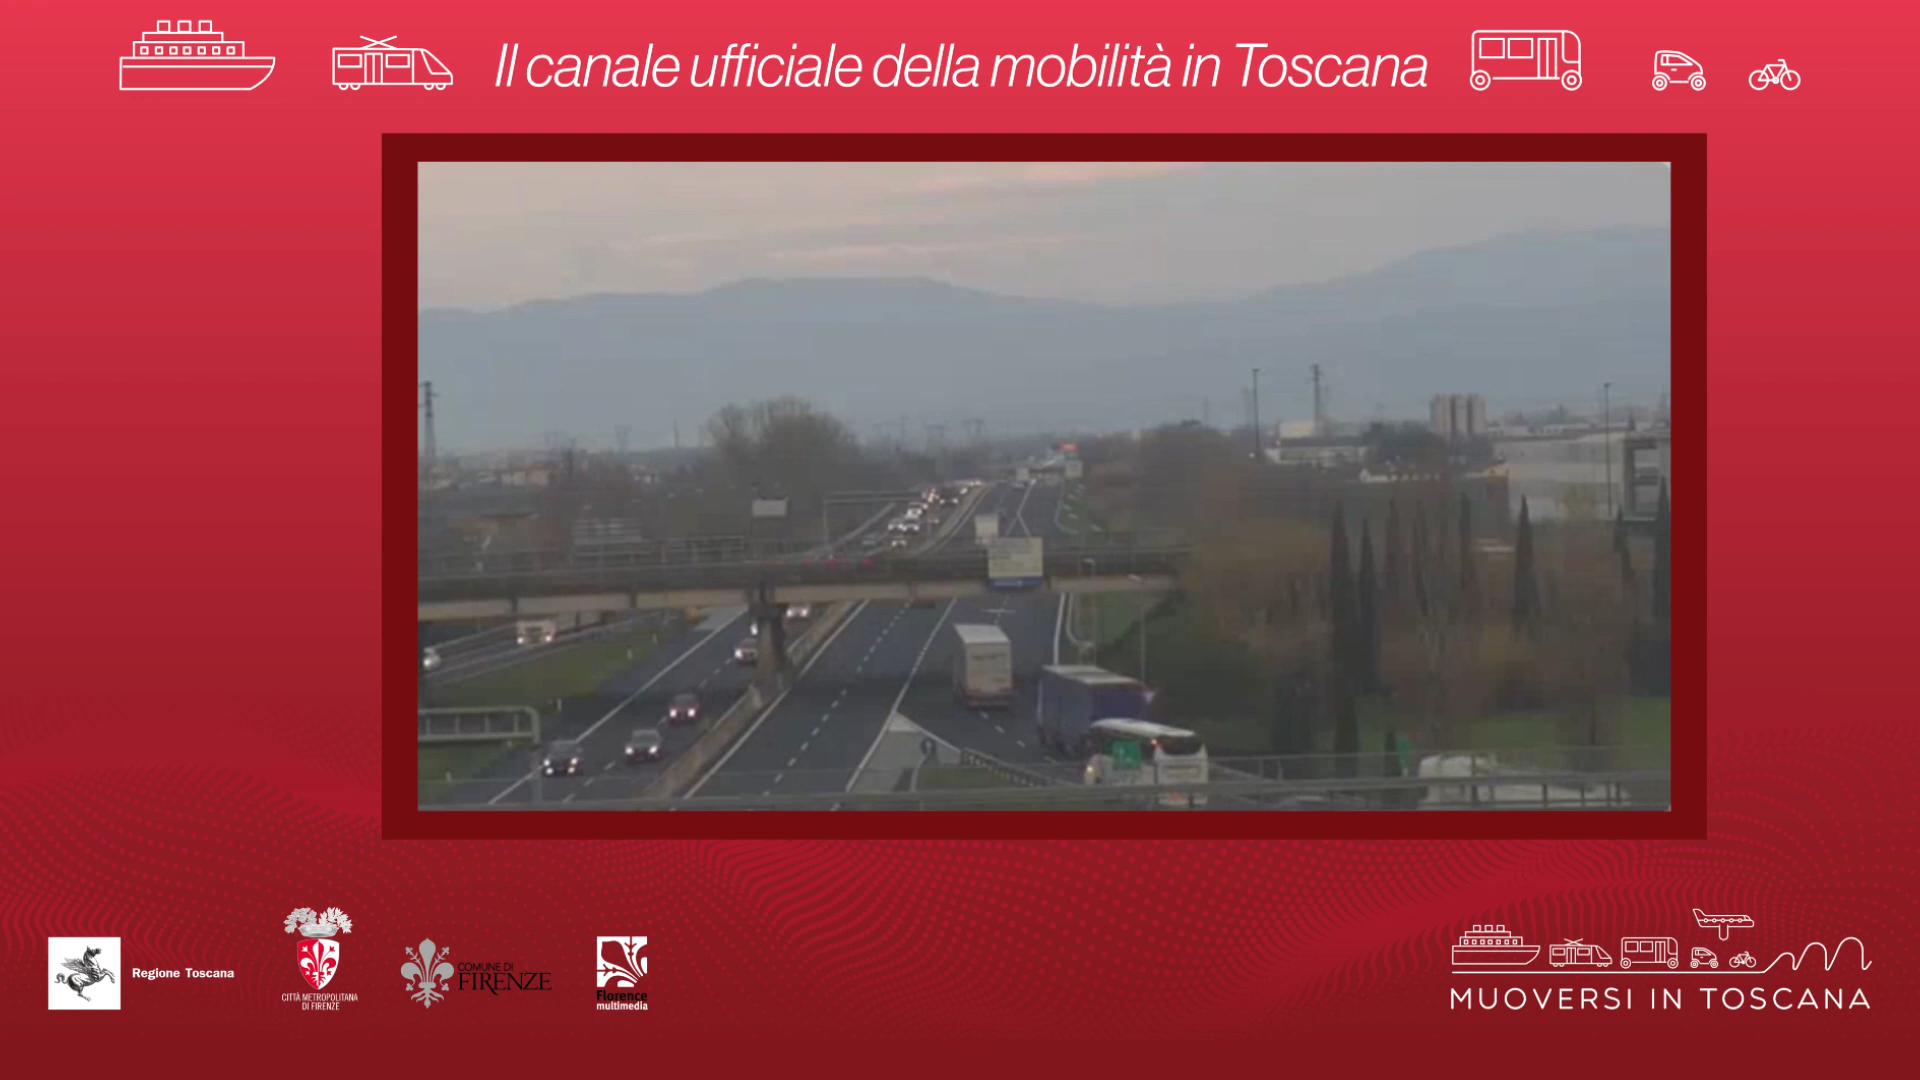 Il canale ufficiale della mobilità in Toscana
Regione Toscana
CITTÀ METROPOLITANA
DI FIRENZE
COMUNE DI
FIRENZE
Florence
multimedia
MUOVERSI IN TOSCANA